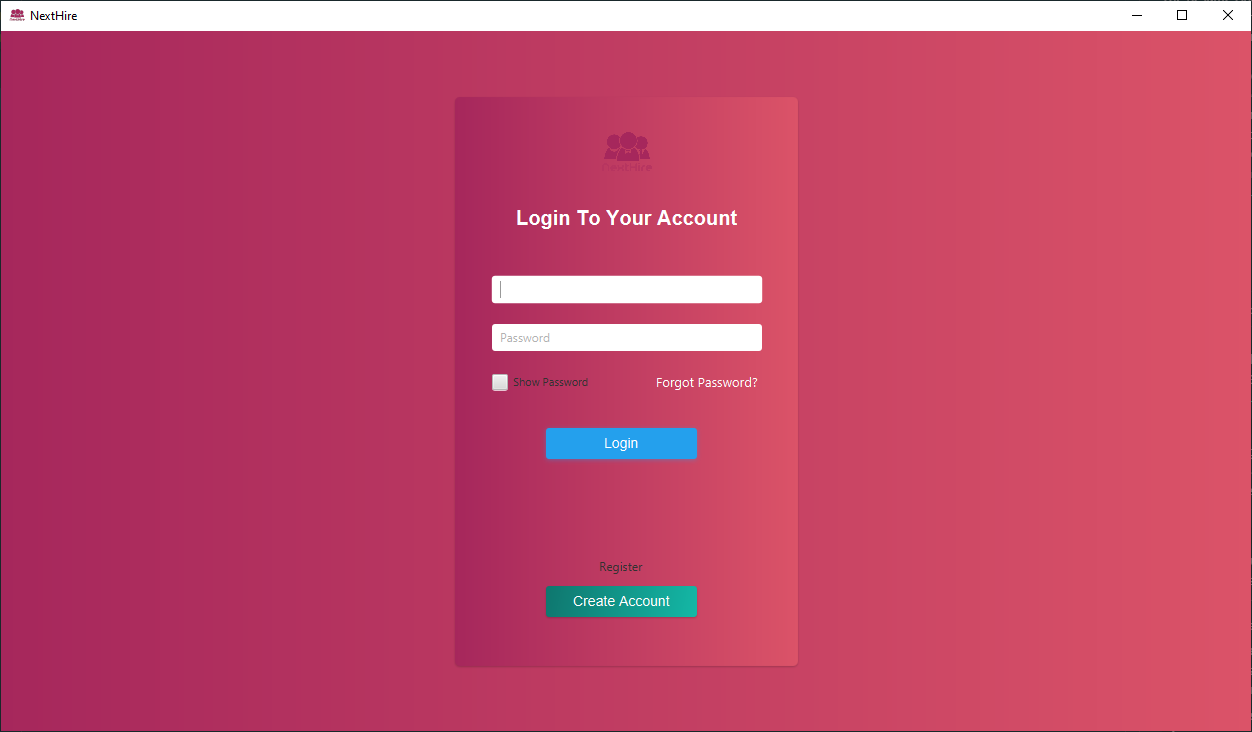 NextHire
NextHire
Login To Your Account
Password
Show Password
Forgot Password?
Login
Register
Create Account